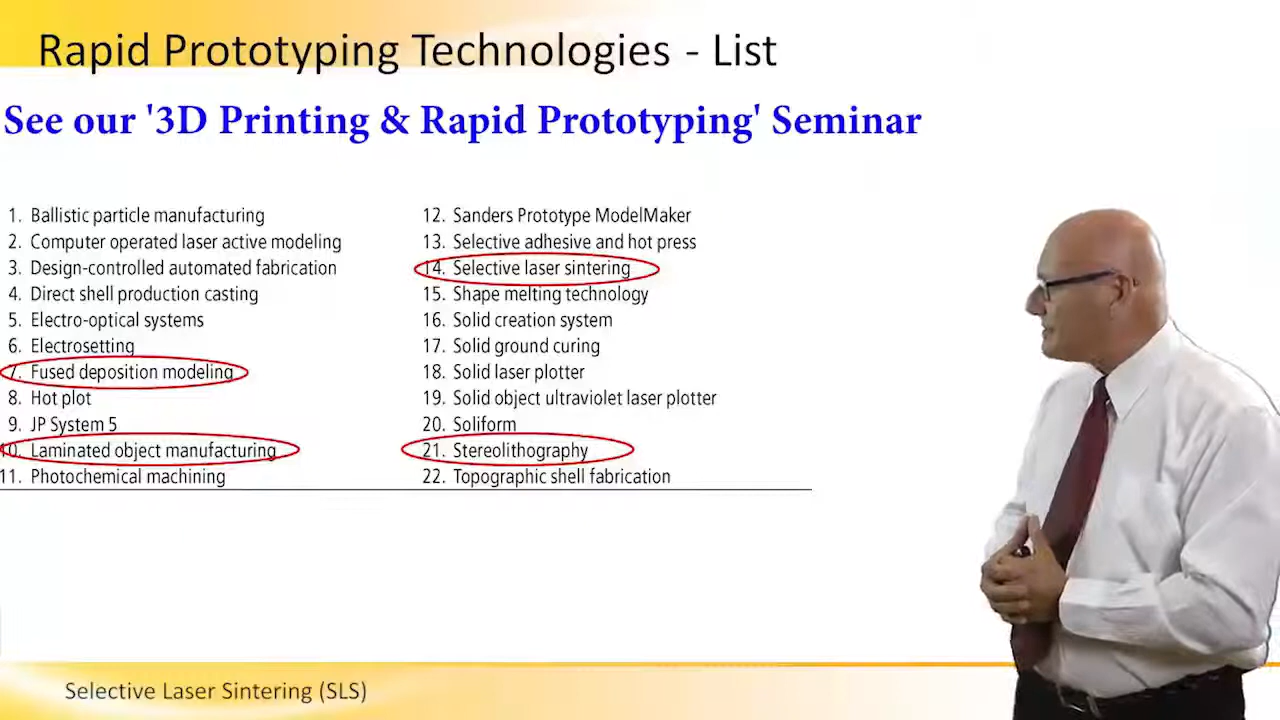 Rapid Prototyping Technologies - List
See our '3D Printing & Rapid Prototyping' Seminar
1. Ballistic particle manufacturing
2. Computer operated laser active modeling
3. Design-controlled automated fabrication
4. Direct shell production casting
5. Electro-optical systems
6. Electrosetting
7. Fused deposition modeling
8. Hot plot
9. JP System 5
10. Laminated object manufacturing
11. Photochemical machining
12. Sanders Prototype ModelMaker
13. Selective adhesive and hot press
14. Selective laser sintering
15. Shape melting technology
16. Solid creation system
17. Solid ground curing
18. Solid laser plotter
19. Solid object ultraviolet laser plotter
20. Soliform
21. Stereolithography
22. Topographic shell fabrication
Selective Laser Sintering (SLS)